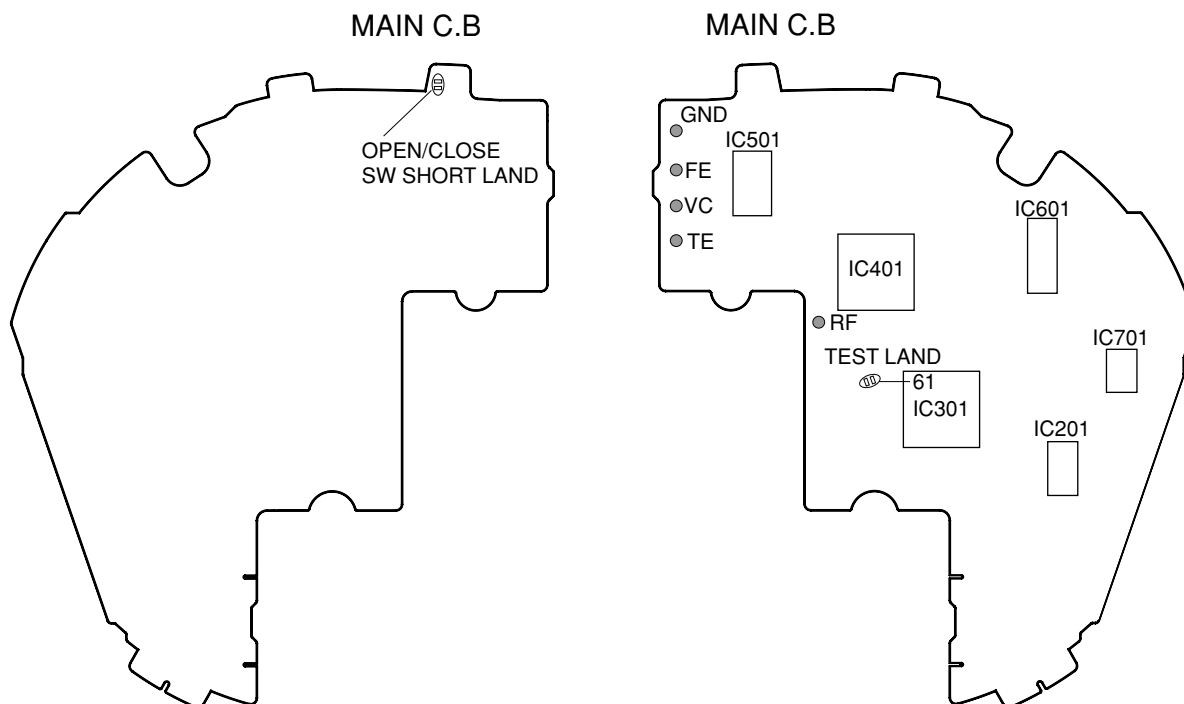 MAIN C.B
MAIN C.B
OPEN/CLOSE
SW SHORT LAND
GND
IC501
FE
VC
TE
IC601
IC401
RF
IC701
TEST LAND
61
IC301
IC201